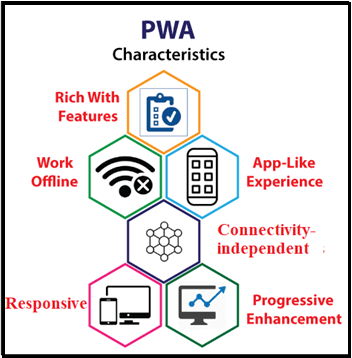 PWA
Characteristics
Rich With
Features
Work
Offline
App-Like
Experience
Connectivity-
independent
Responsive
Progressive
Enhancement